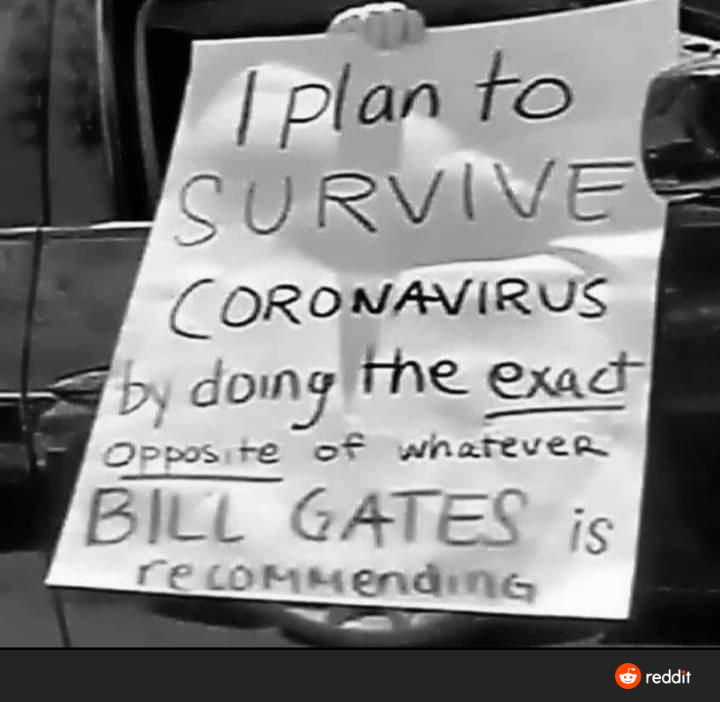 I plan to
SURVIVE
CORONAVIRUS
by doing the exact
opposite of whatever
BILL GATES is
recommending
reddit